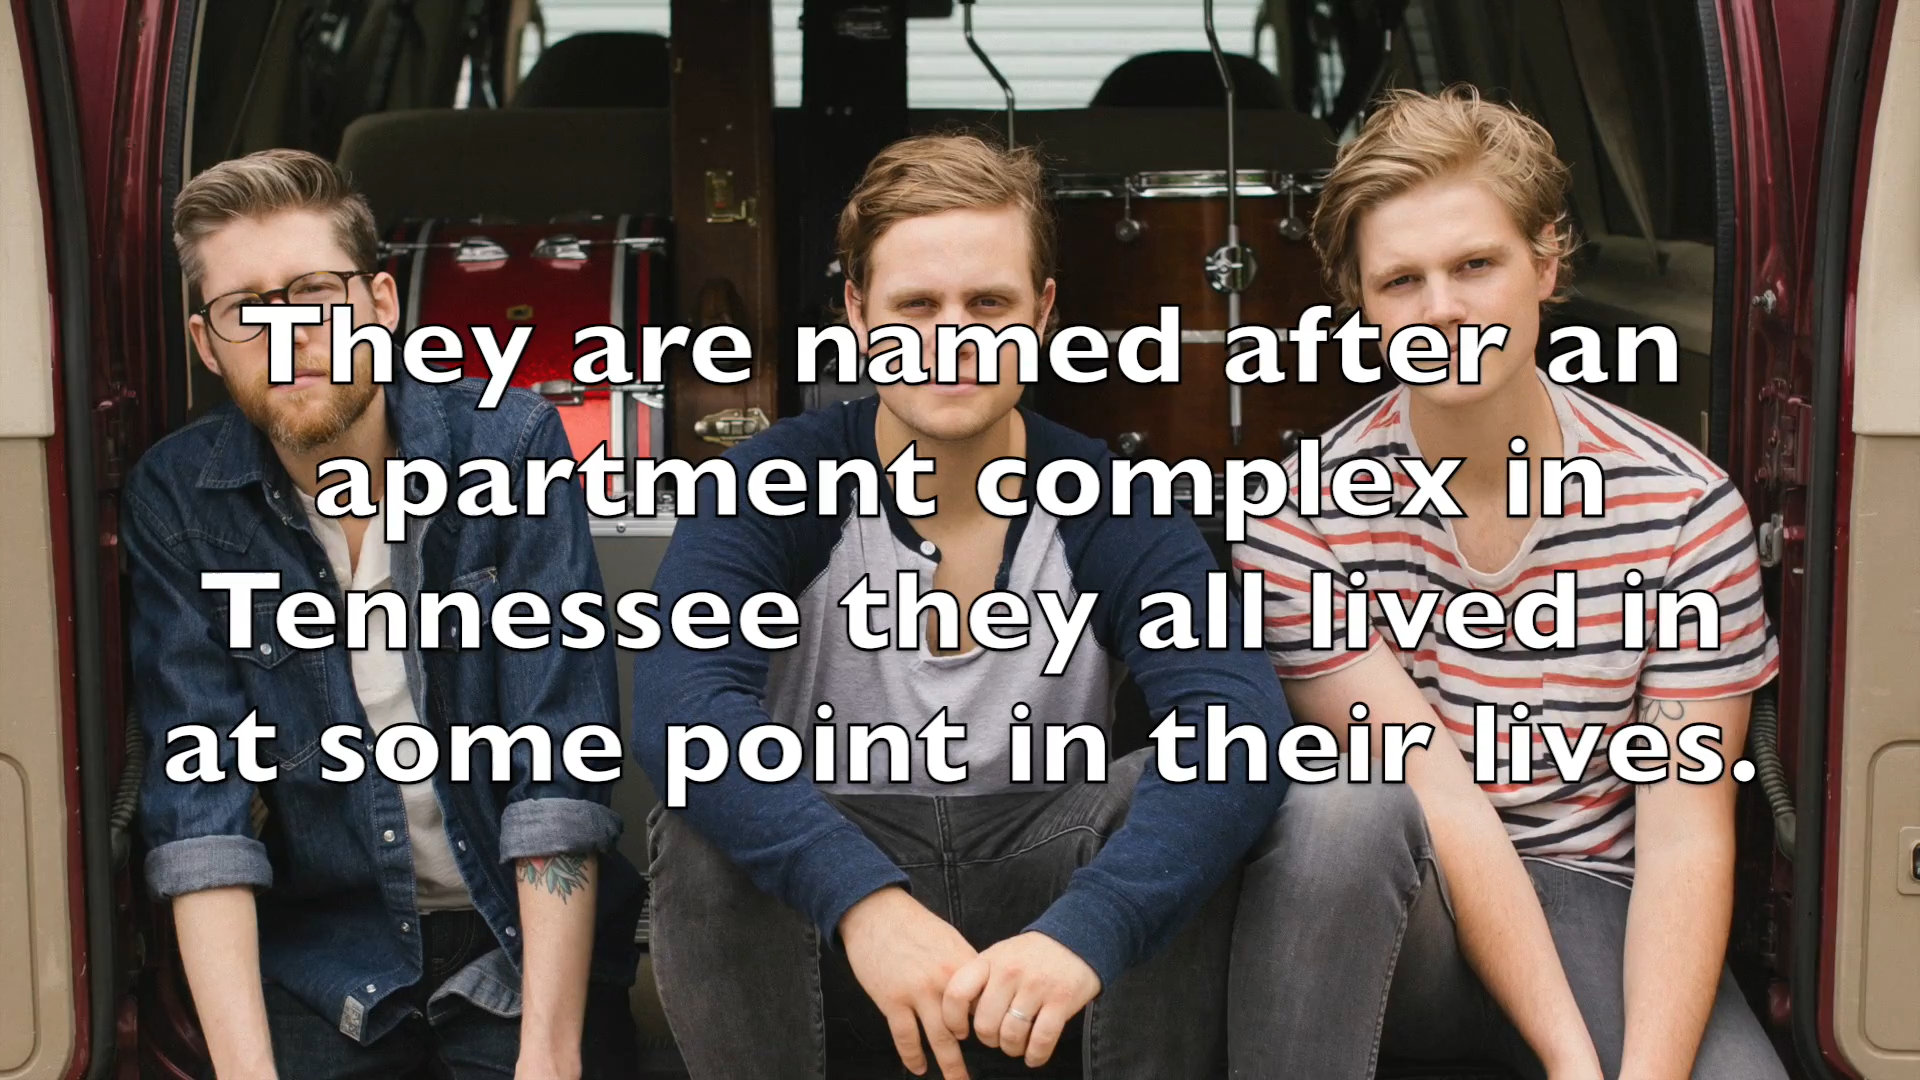 They are named after an
apartment complex in
Tennessee they all lived in
at some point in their lives.